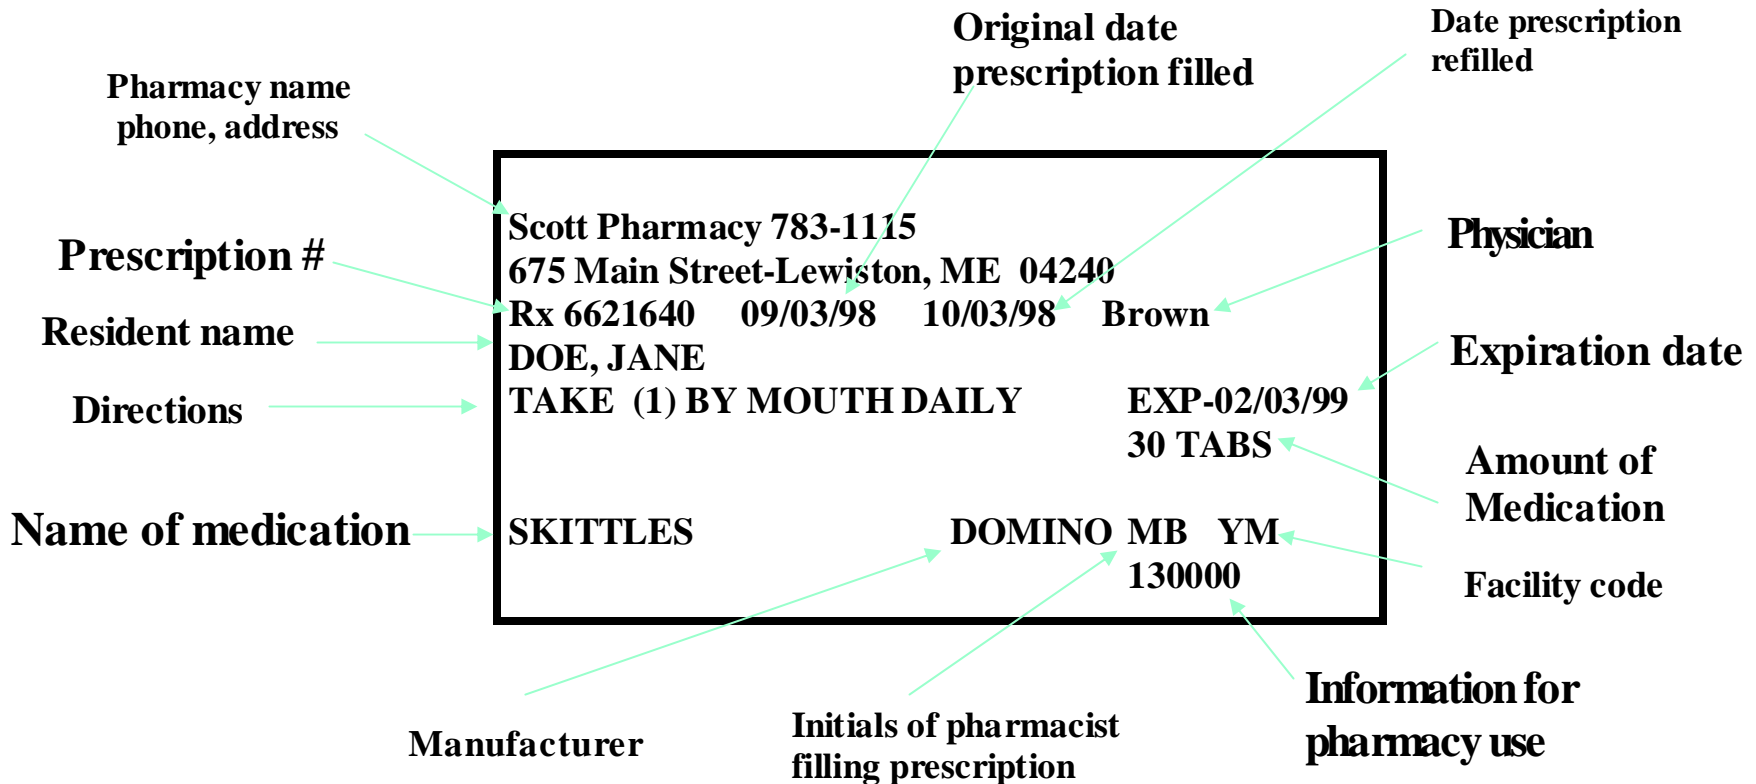 Original date
prescription filled
Date prescription
refilled
Pharmacy name
phone, address
Prescription #
Resident name
Directions
Name of medication
Scott Pharmacy 783-1115
675 Main Street-Lewiston, ME 04240
Rx 6621640 09/03/98 10/03/98 Brown
DOE, JANE
TAKE (1) BY MOUTH DAILY EXP-02/03/99
30 TABS
SKITTLES DOMINO MB YM
130000
Physician
Expiration date
Amount of
Medication
Facility code
Manufacturer
Initials of pharmacist
filling prescription
Information for
pharmacy use